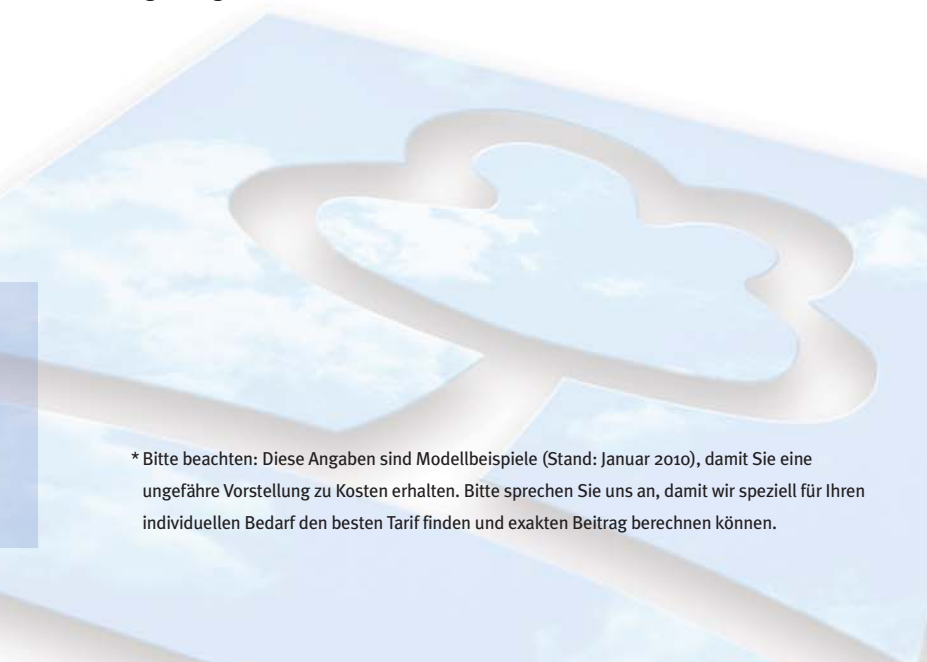 * Bitte beachten: Diese Angaben sind Modellbeispiele (Stand: Januar 2010), damit Sie eine
ungefähre Vorstellung zu Kosten erhalten. Bitte sprechen Sie uns an, damit wir speziell für Ihren
individuellen Bedarf den besten Tarif finden und exakten Beitrag berechnen können.